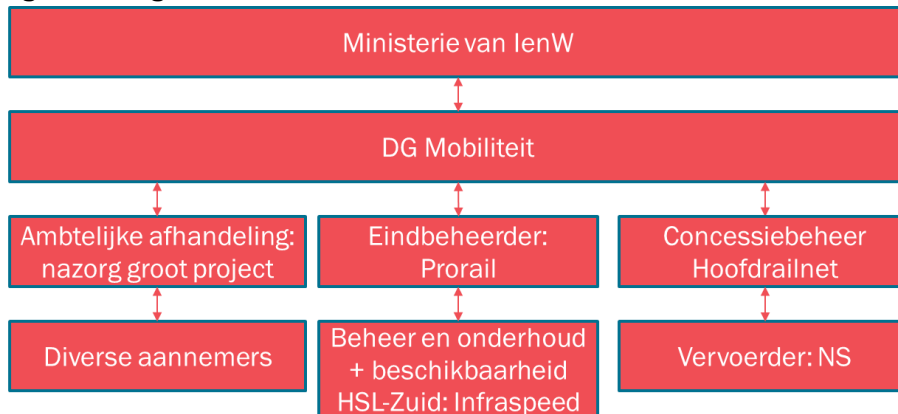 Ministerie van IenW
DG Mobiliteit
Ambtelijke afhandeling:
nazorg groot project
Eindbeheerder:
Prorail
Concessiebeheer
Hoofdrailnet
Diverse aannemers
Beheer en onderhoud
+ beschikbaarheid
HSL-Zuid: Infraspeed
Vervoerder: NS